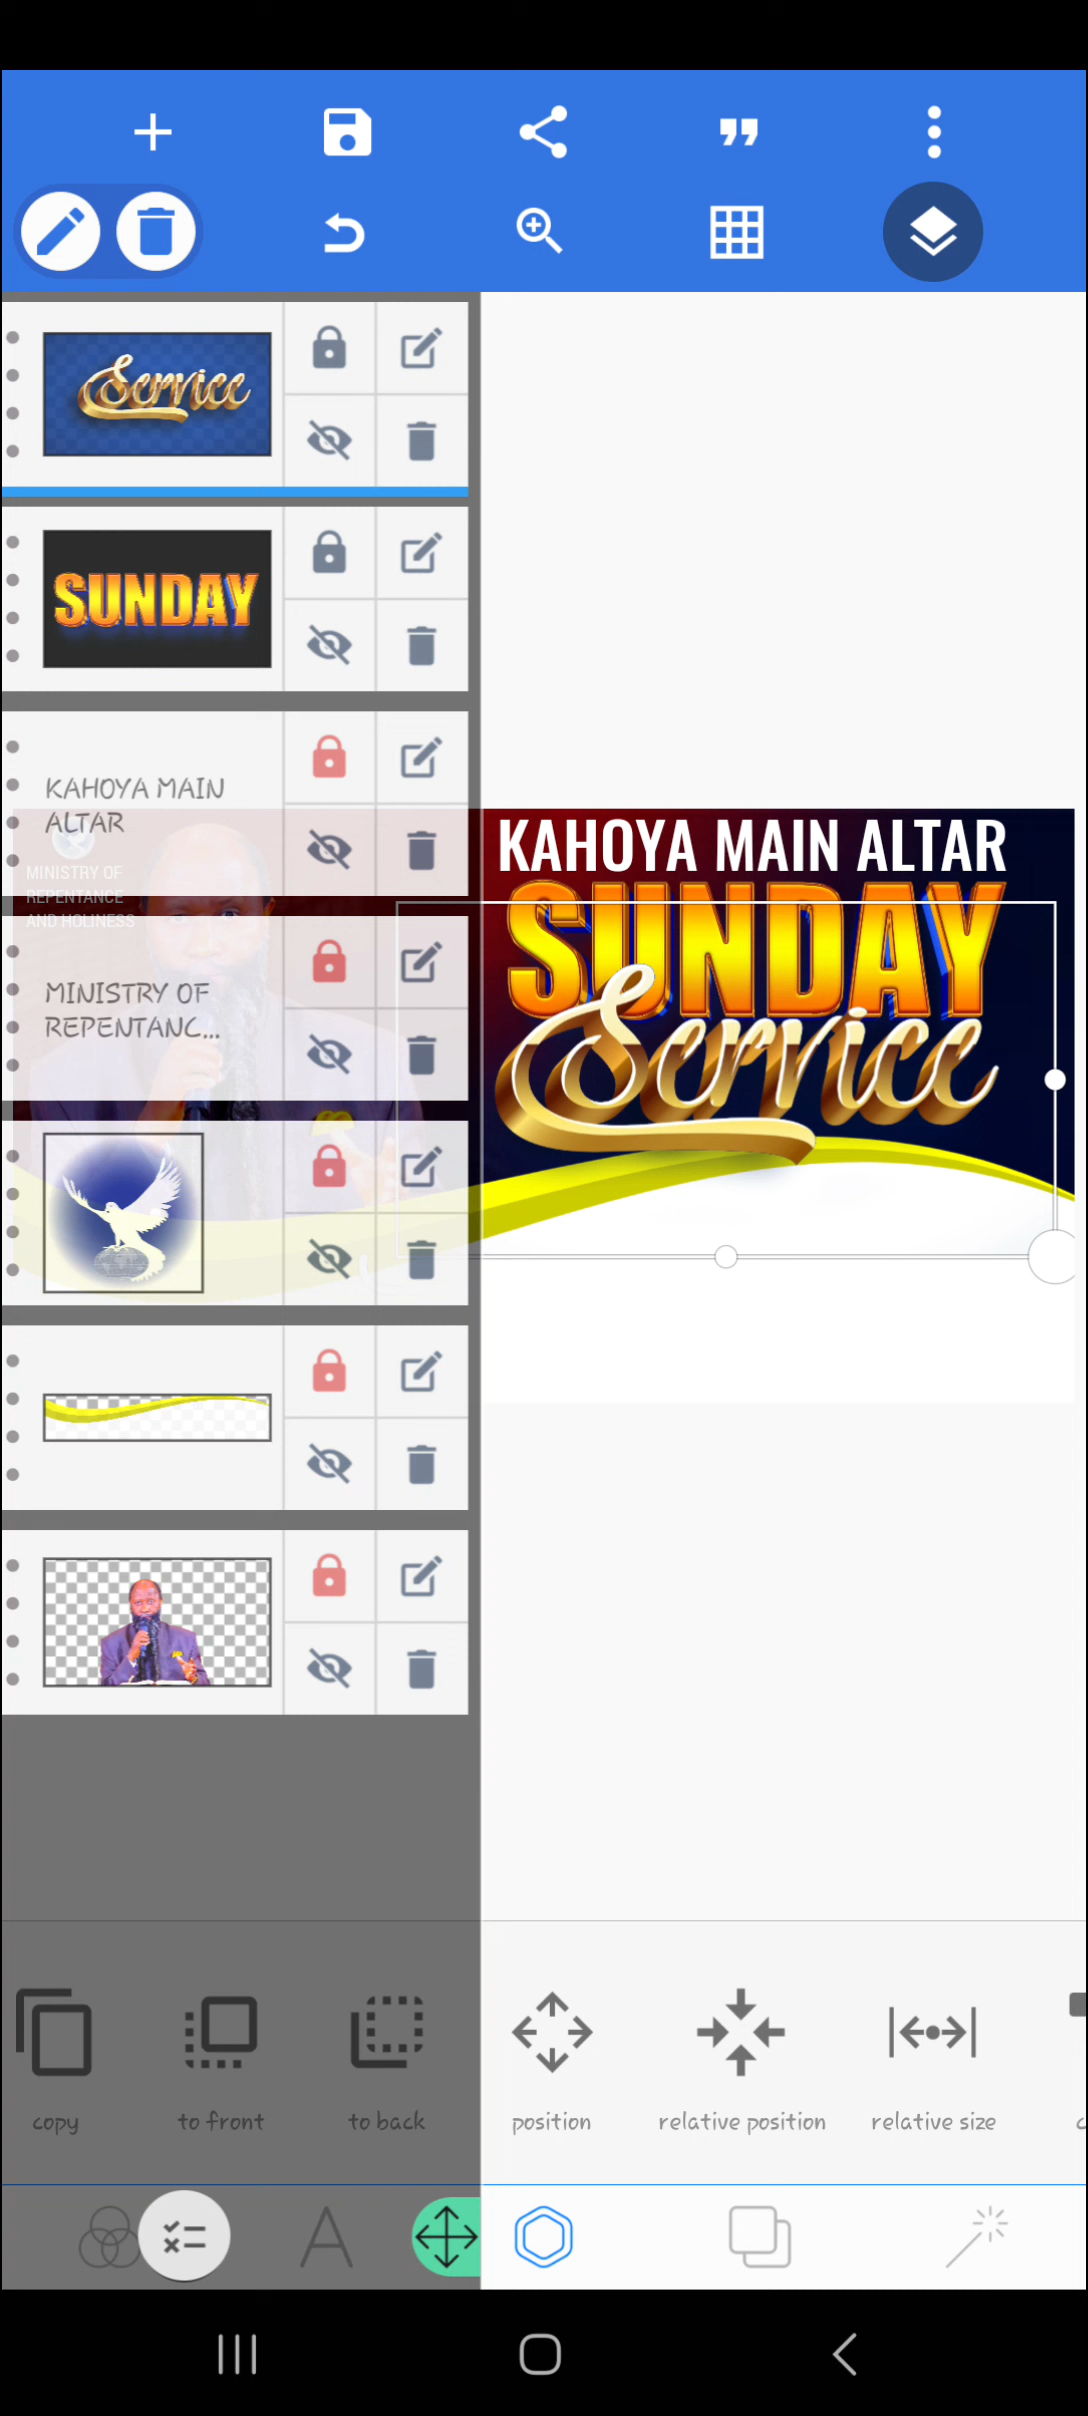 Service
SUNDAY
KAHOYA MAIN
ALTAR
MINISTRY OF
REPENTANCE
AND HOLINESS
MINISTRY OF
REPENTANC...
KAHOYA MAIN ALTAR
SUNDAY
Service
copy
to front
to back
position
relative position
relative size
c